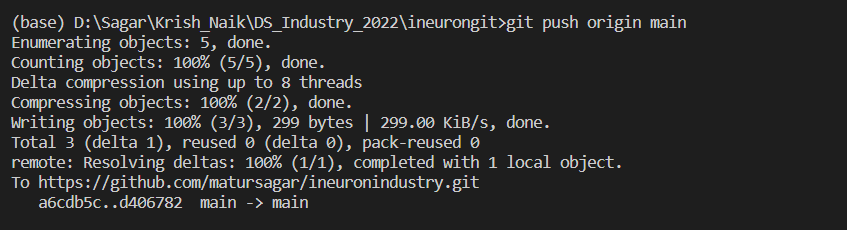 (base) D:\Sagar\Krish_Naik\DS_Industry_2022\ineurongit>git push origin main
Enumerating objects: 5, done.
Counting objects: 100% (5/5), done.
Delta compression using up to 8 threads
Compressing objects: 100% (2/2), done.
Writing objects: 100% (3/3), 299 bytes | 299.00 KiB/s, done.
Total 3 (delta 1), reused 0 (delta 0), pack-reused 0
remote: Resolving deltas: 100% (1/1), completed with 1 local object.
To https://github.com/matursagar/ineuronindustry.git
   a6cdb5c..d406782  main -> main